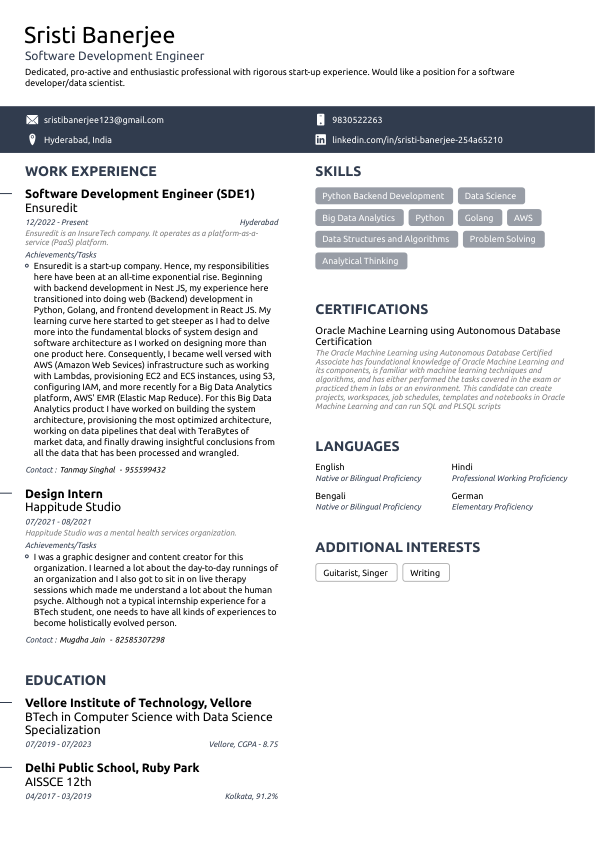 Sristi Banerjee
Software Development Engineer
Dedicated, pro-active and enthusiastic professional with rigorous start-up experience. Would like a position for a software
developer/data scientist.
sristibanerjee123@gmail.com
9830522263
Hyderabad, India
linkedin.com/in/sristi-banerjee-254a65210
WORK EXPERIENCE
Software Development Engineer (SDE1)
Ensuredit
12/2022 - Present
Hyderabad
Ensuredit is an InsureTech company. It operates as a platform-as-a-
service (PaaS) platform.
Achievements/Tasks
Ensuredit is a start-up company. Hence, my responsibilities
here have been at an all-time exponential rise. Beginning
with backend development in Nest JS, my experience here
transitioned into doing web (Backend) development in
Python, Golang, and frontend development in React JS. My
learning curve here started to get steeper as I had to delve
more into the fundamental blocks of system design and
software architecture as I worked on designing more than
one product here. Consequently, I became well versed with
AWS (Amazon Web Sevices) infrastructure such as working
with Lambdas, provisioning EC2 and ECS instances, using S3,
configuring IAM, and more recently for a Big Data Analytics
platform, AWS' EMR (Elastic Map Reduce). For this Big Data
Analytics product I have worked on building the system
architecture, provisioning the most optimized architecture,
working on data pipelines that deal with TeraBytes of
market data, and finally drawing insightful conclusions from
all the data that been processed and wrangled.
Contact : Tanmay Singhal - 955599432
Design Intern
Happitude Studio
07/2021 - 08/2021
Happitude Studio was a mental health services organization.
Achievements/Tasks
I was a graphic designer and content creator for this
organization. I learned a lot about the day-to-day runnings of
an organization and I also got to sit in on live therapy
sessions which made me understand a lot about the human
psyche. Although not a typical internship experience for a
BTech student, one needs to have all kinds of experiences to
become holistically evolved person.
Contact : Mugdha Jain - 82585307298
EDUCATION
Vellore Institute of Technology, Vellore
BTech in Computer Science with Data Science
Specialization
07/2019 - 07/2023
Vellore, CGPA - 8.75
Delhi Public School, Ruby Park
AISSCE 12th
04/2017 - 03/2019
Kolkata, 91.2%
SKILLS
Python Backend Development
Data Science
Big Data Analytics
Python
Golang
AWS
Data Structures and Algorithms
Problem Solving
Analytical Thinking
CERTIFICATIONS
Oracle Machine Learning using Autonomous Database
Certification
The Oracle Machine Learning using Autonomous Database Certified
Associate has foundational knowledge of Oracle Machine Learning and
its components, is familiar with machine learning techniques and
algorithms, and has either performed the tasks covered in the exam or
practiced them in labs or an environment. This candidate can create
projects, workspaces, job schedules, templates and notebooks in Oracle
Machine Learning and can run SQL and PLSQL scripts
LANGUAGES
English
Native or Bilingual Proficiency
Hindi
Professional Working Proficiency
Bengali
Native or Bilingual Proficiency
German
Elementary Proficiency
ADDITIONAL INTERESTS
Guitarist, Singer
Writing